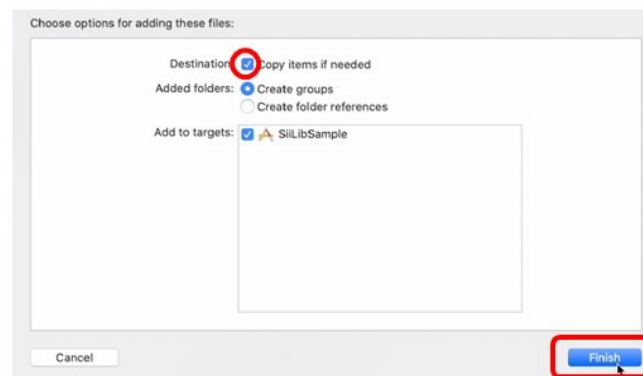 Choose options for adding these files:
Destination: Copy items if needed
Added folders: Create groups
Create folder references
Add to targets: SiiLibSample
Cancel Finish